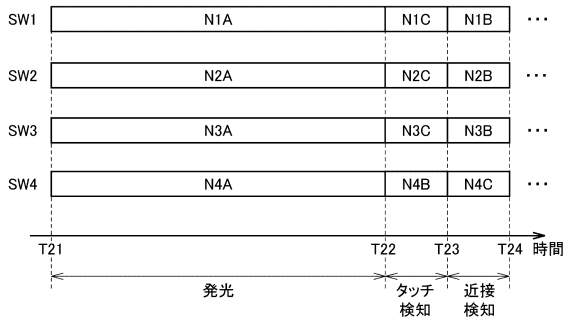 SW1 N1A N1C N1B ···
SW2 N2A N2C N2B ···
SW3 N3A N3C N3B ···
SW4 N4A N4B N4C ···
T21 T22 T23 T24 時間
発光 タッチ 近接
検知 検知